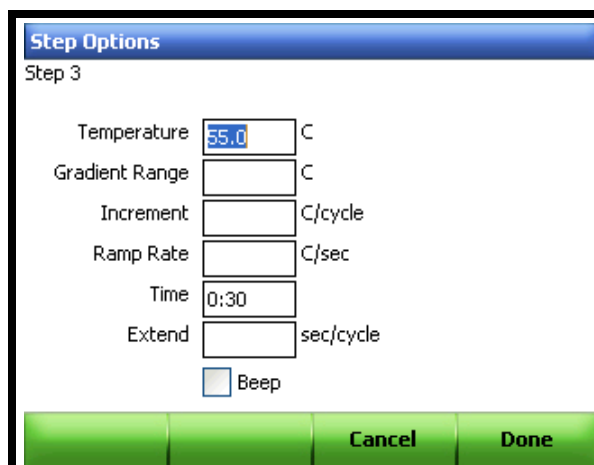 Step Options
Step 3
Temperature 55.0 C
Gradient Range C
Increment C/cycle
Ramp Rate C/sec
Time 0:30
Extend sec/cycle
Beep
Cancel Done